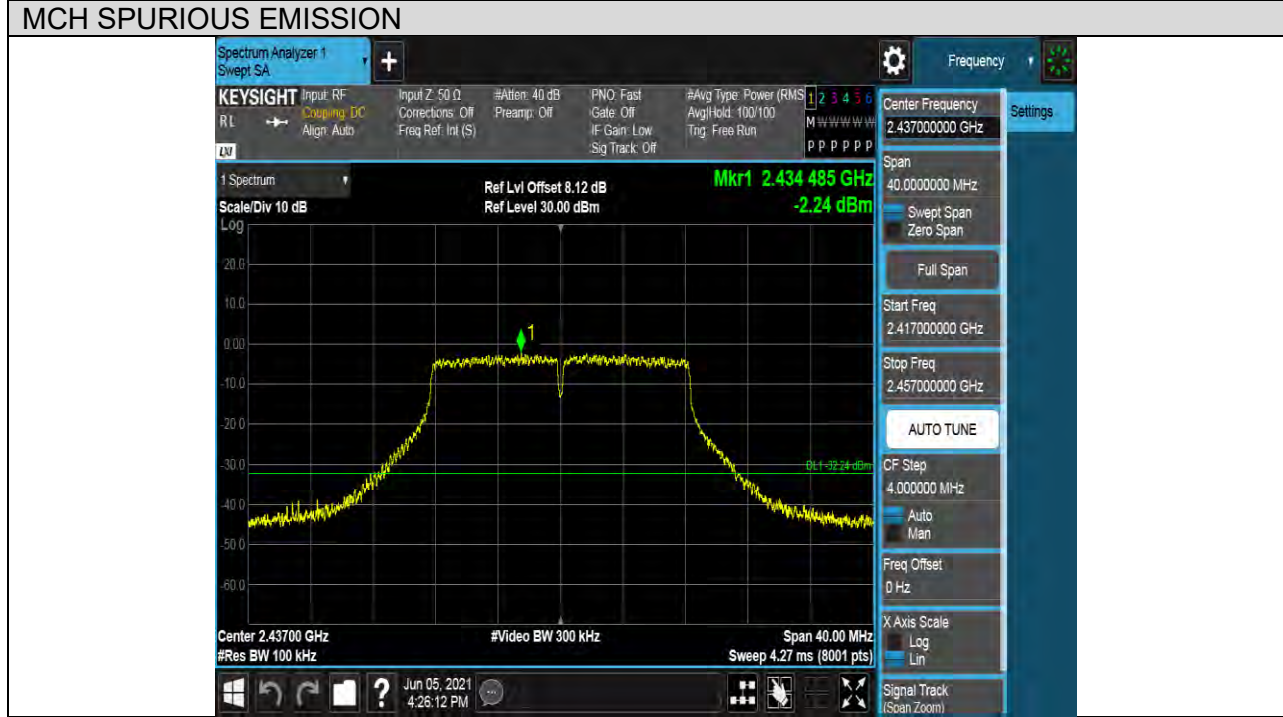 MCH SPURIOUS EMISSION
Spectrum Analyzer 1
Swept SA
+
Frequency
KEYSIGHT
RL
LXI
Input: RF
Coupling: DC
Align: Auto
Input Z: 50 Ω
Corrections: Off
Freq Ref: Int (S)
#Atten: 40 dB
Preamp: Off
PNO: Fast
Gate: Off
IF Gain: Low
Sig Track: Off
#Avg Type: Power (RMS
Avg|Hold: 100/100
Trig: Free Run
1 2 3 4 5 6
M W W W W W
P P P P P P
1 Spectrum
Scale/Div 10 dB
Log
Ref Lvl Offset 8.12 dB
Ref Level 30.00 dBm
Mkr1 2.434 485 GHz
-2.24 dBm
20.0
10.0
0.00
-10.0
-20.0
-30.0
-40.0
-50.0
-60.0
1
DL1 -32.24 dBm
Center 2.43700 GHz
#Res BW 100 kHz
#Video BW 300 kHz
Span 40.00 MHz
Sweep 4.27 ms (8001 pts)
?
Jun 05, 2021
4:26:12 PM
Center Frequency
2.437000000 GHz
Settings
Span
40.0000000 MHz
Swept Span
Zero Span
Full Span
Start Freq
2.417000000 GHz
Stop Freq
2.457000000 GHz
AUTO TUNE
CF Step
4.000000 MHz
Auto
Man
Freq Offset
0 Hz
X Axis Scale
Log
Lin
Signal Track
(Span Zoom)